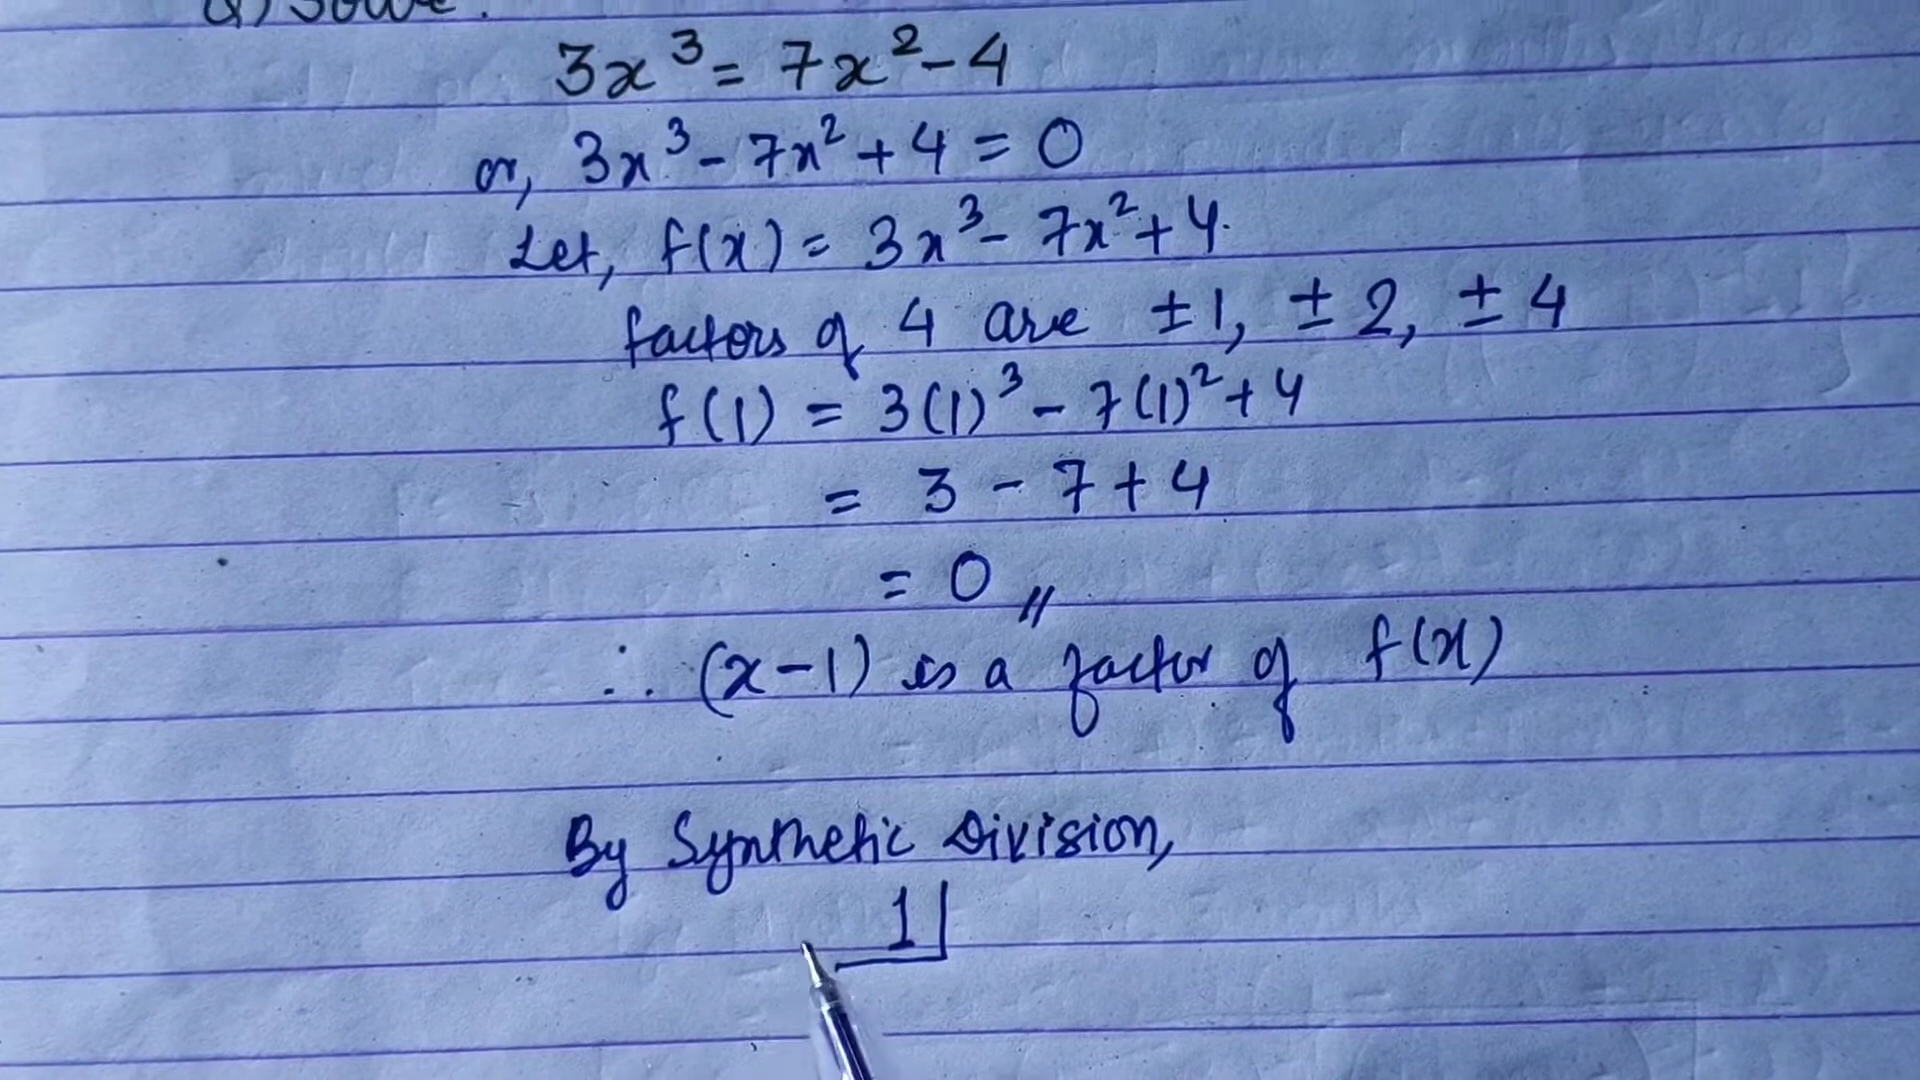 Q) Solve:
3x³ = 7x² - 4
or, 3x³ - 7x² + 4 = 0
Let, f(x) = 3x³ - 7x² + 4.
factors of 4 are ±1, ±2, ±4
f(1) = 3(1)³ - 7(1)² + 4
= 3 - 7 + 4
= 0 //
∴ (x-1) is a factor of f(x)
By Synthetic Division,
1